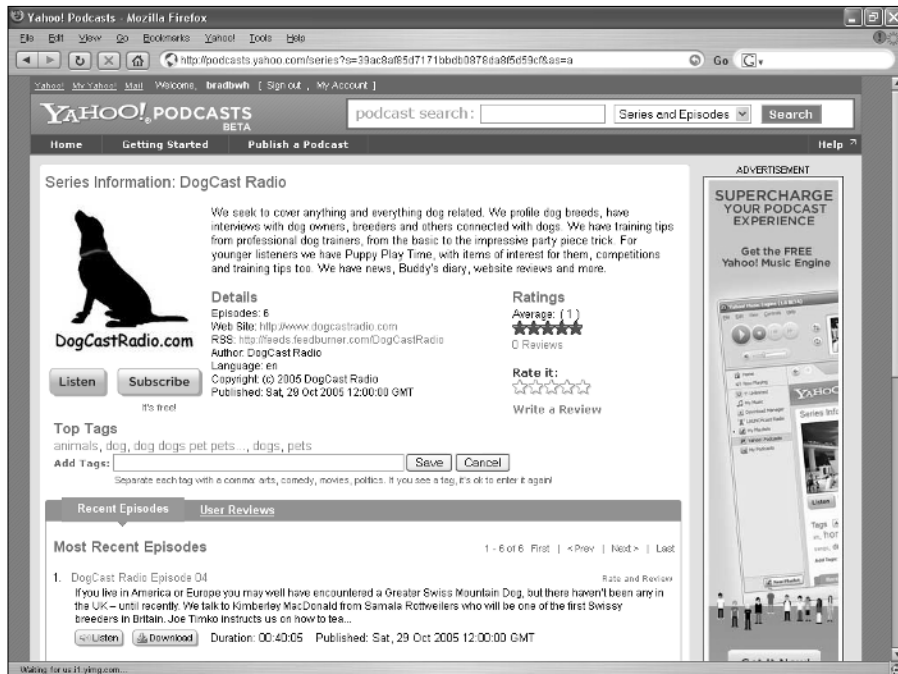 Yahoo! Podcasts - Mozilla Firefox
File Edit View Go Bookmarks Yahoo! Tools Help
http://podcasts.yahoo.com/series?s=39ac8af85d7171bbdb0878da8f5d59cf&as=a Go G
Yahoo! My Yahoo! Mail Welcome, bradbwh [ Sign out , My Account ]
YAHOO! PODCASTS
BETA
podcast search: Series and Episodes Search
Home Getting Started Publish a Podcast Help
Series Information: DogCast Radio
We seek to cover anything and everything dog related. We profile dog breeds, have
interviews with dog owners, breeders and others connected with dogs. We have training tips
from professional dog trainers, from the basic to the impressive party piece trick. For
younger listeners we have Puppy Play Time, with items of interest for them, competitions
and training tips too. We have news, Buddy's diary, website reviews and more.
DogCastRadio.com
Listen Subscribe
It's free!
Details
Episodes: 6
Web Site: http://www.dogcastradio.com
RSS: http://feeds.feedburner.com/DogCastRadio
Author: DogCast Radio
Language: en
Copyright: (c) 2005 DogCast Radio
Published: Sat, 29 Oct 2005 12:00:00 GMT
Ratings
Average: ( 1 )
0 Reviews
Rate it:
Write a Review
Top Tags
animals, dog, dog dogs pet pets..., dogs, pets
Add Tags: Save Cancel
Separate each tag with a comma: arts, comedy, movies, politics. If you see a tag, it's ok to enter it again!
Recent Episodes User Reviews
Most Recent Episodes
1 - 6 of 6 First | < Prev | Next > | Last
1. DogCast Radio Episode 04 Rate and Review
If you live in America or Europe you may well have encountered a Greater Swiss Mountain Dog, but there haven't been any in
the UK – until recently. We talk to Kimberley MacDonald from Samala Rottweilers who will be one of the first Swissy
breeders in Britain. Joe Timko instructs us on how to tea...
Listen Download Duration: 00:40:05 Published: Sat, 29 Oct 2005 12:00:00 GMT
ADVERTISEMENT
SUPERCHARGE
YOUR PODCAST
EXPERIENCE
Get the FREE
Yahoo! Music Engine
YAHOO
Series Info
Listen
Tags
Get It Now!
Waiting for us.i1.yimg.com...